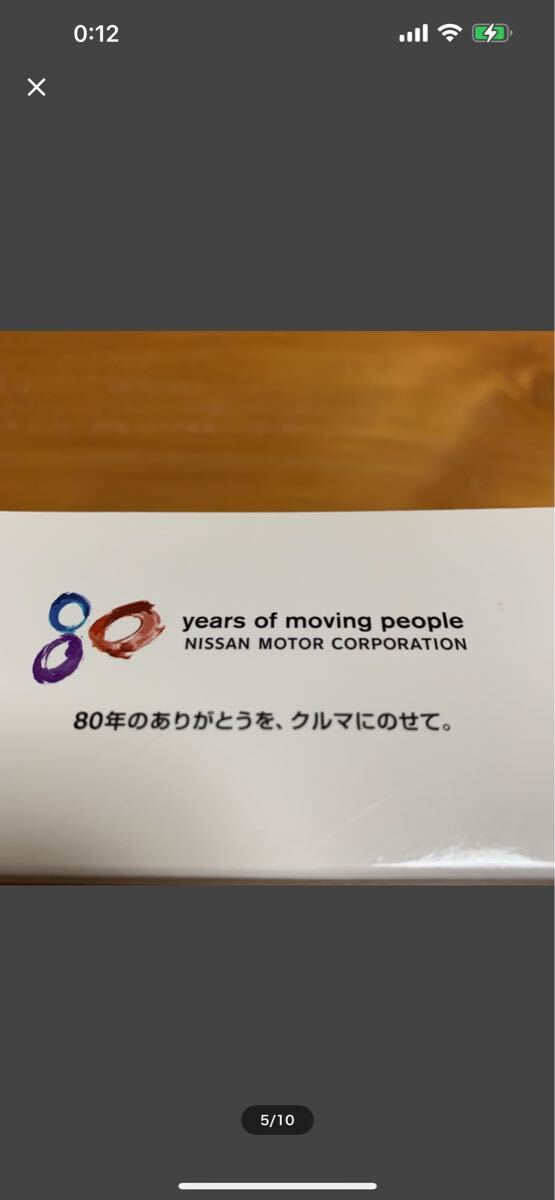 0:12
80 years of moving people
NISSAN MOTOR CORPORATION
80年のありがとうを、クルマにのせて。
5/10